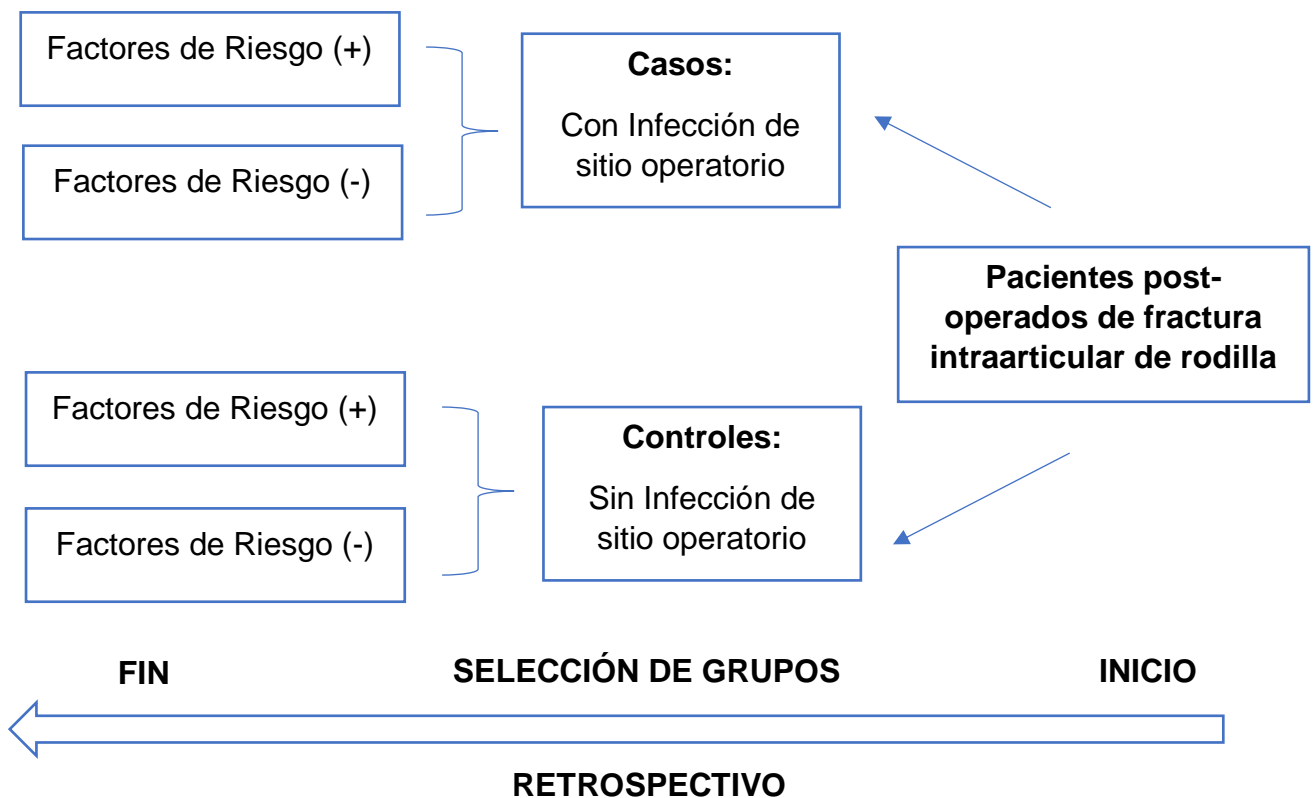 Factores de Riesgo (+)
Factores de Riesgo (-)
Casos:
Con Infección de
sitio operatorio
Pacientes post-
operados de fractura
intraarticular de rodilla
Factores de Riesgo (+)
Factores de Riesgo (-)
Controles:
Sin Infección de
sitio operatorio
FIN
SELECCIÓN DE GRUPOS
INICIO
RETROSPECTIVO